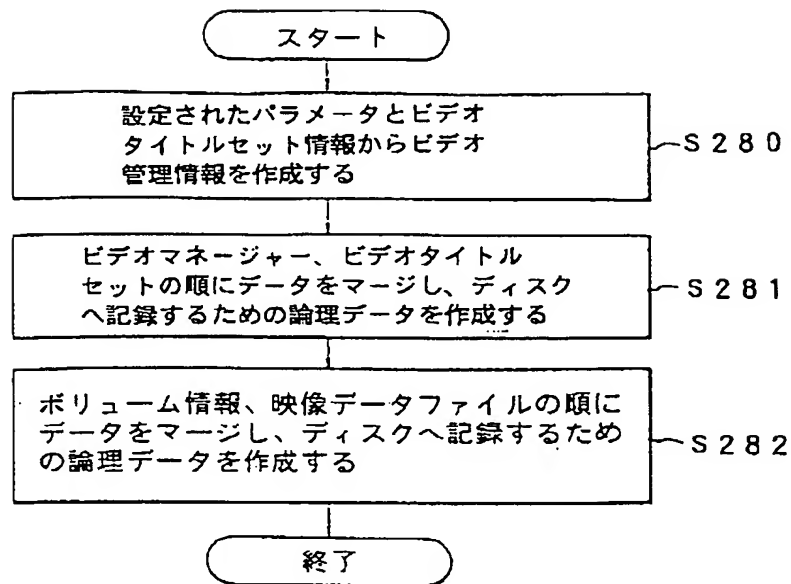 スタート
設定されたパラメータとビデオ
タイトルセット情報からビデオ
管理情報を作成する
S280
ビデオマネージャー、ビデオタイトル
セットの順にデータをマージし、ディスク
へ記録するための論理データを作成する
S281
ボリューム情報、映像データファイルの順に
データをマージし、ディスクへ記録するため
の論理データを作成する
S282
終了